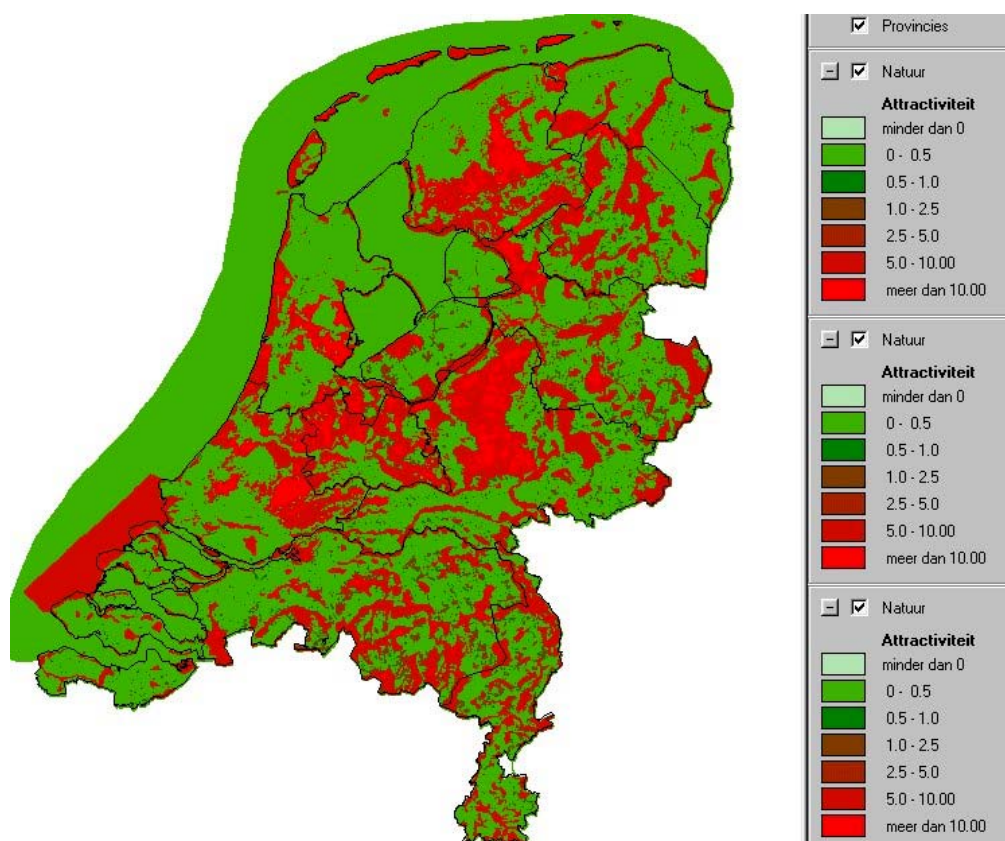 Provincies
Natuur
Attractiviteit
minder dan 0
0 - 0.5
0.5 - 1.0
1.0 - 2.5
2.5 - 5.0
5.0 - 10.00
meer dan 10.00
Natuur
Attractiviteit
minder dan 0
0 - 0.5
0.5 - 1.0
1.0 - 2.5
2.5 - 5.0
5.0 - 10.00
meer dan 10.00
Natuur
Attractiviteit
minder dan 0
0 - 0.5
0.5 - 1.0
1.0 - 2.5
2.5 - 5.0
5.0 - 10.00
meer dan 10.00